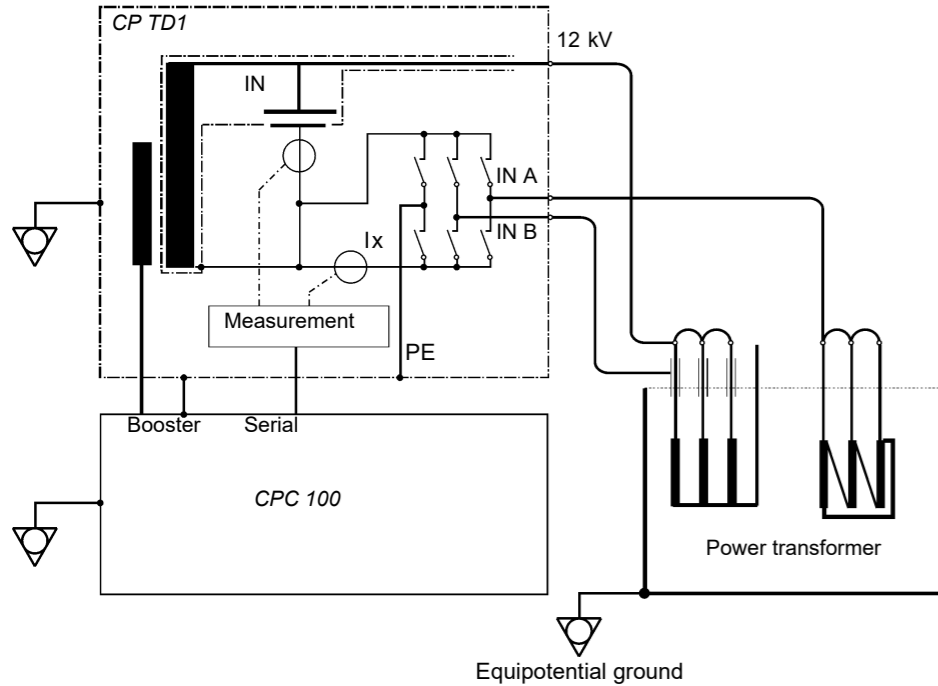 CP TD1
12 kV
IN
IN A
IN B
Ix
Measurement
PE
Booster
Serial
CPC 100
Power transformer
Equipotential ground